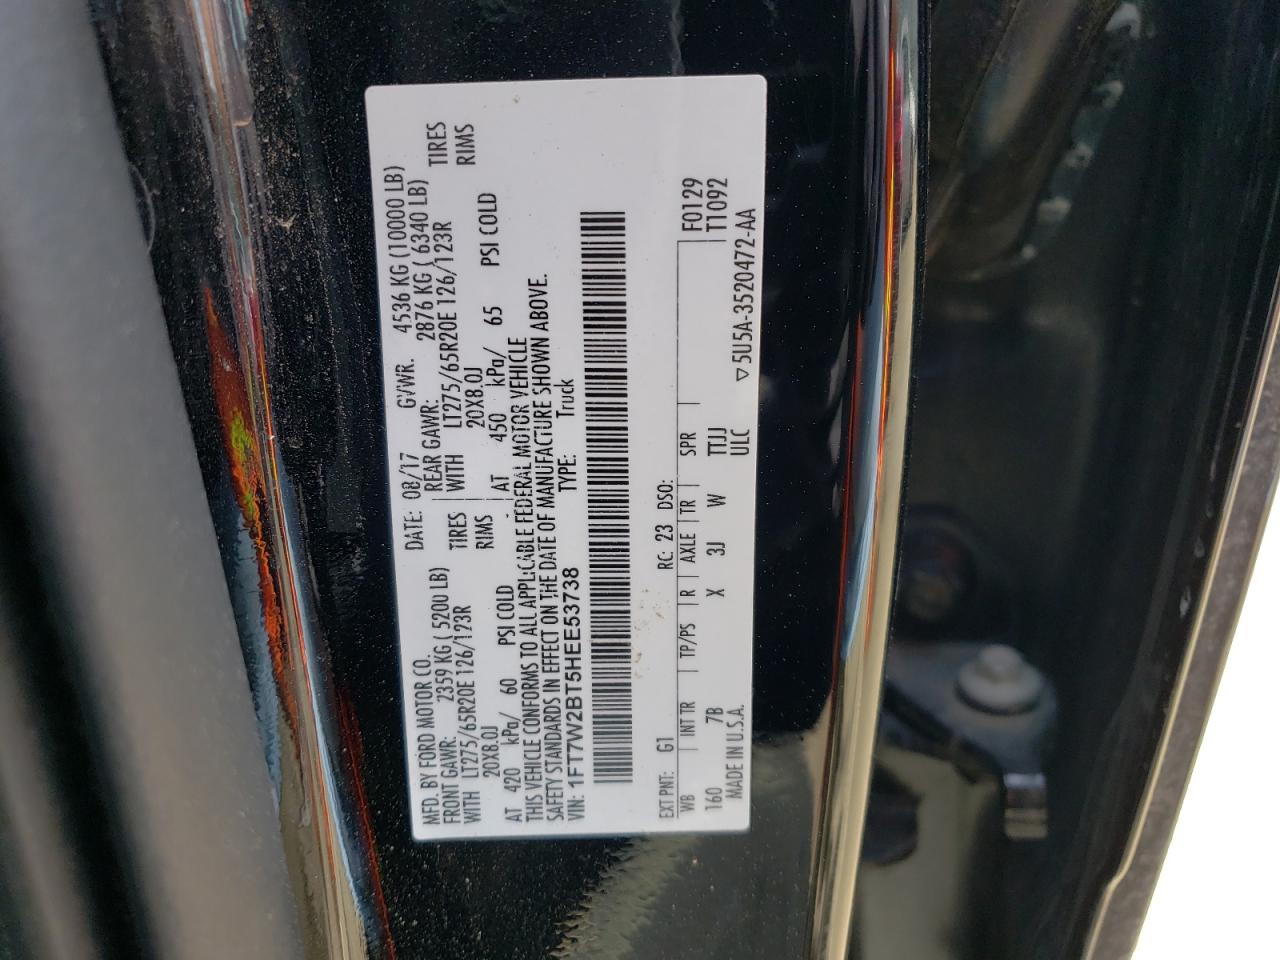 MFD. BY FORD MOTOR CO. DATE: 08/17 GVWR: 4536 KG (10000 LB)
FRONT GAWR: 2359 KG ( 5200 LB) REAR GAWR: 2876 KG ( 6340 LB)
WITH LT275/65R20E 126/123R TIRES WITH LT275/65R20E 126/123R TIRES
20X8.0J RIMS 20X8.0J RIMS
AT 420 kPa/ 60 PSI COLD AT 450 kPa/ 65 PSI COLD
THIS VEHICLE CONFORMS TO ALL APPLICABLE FEDERAL MOTOR VEHICLE
SAFETY STANDARDS IN EFFECT ON THE DATE OF MANUFACTURE SHOWN ABOVE.
VIN: 1FT7W2BT5HEE53738 TYPE: Truck
EXT PNT: G1 RC: 23 DSO: F0129
WB INT TR TP/PS R AXLE TR SPR T1092
160 7B X 3J W TJJ
MADE IN U.S.A. ULC ▽5U5A-3520472-AA